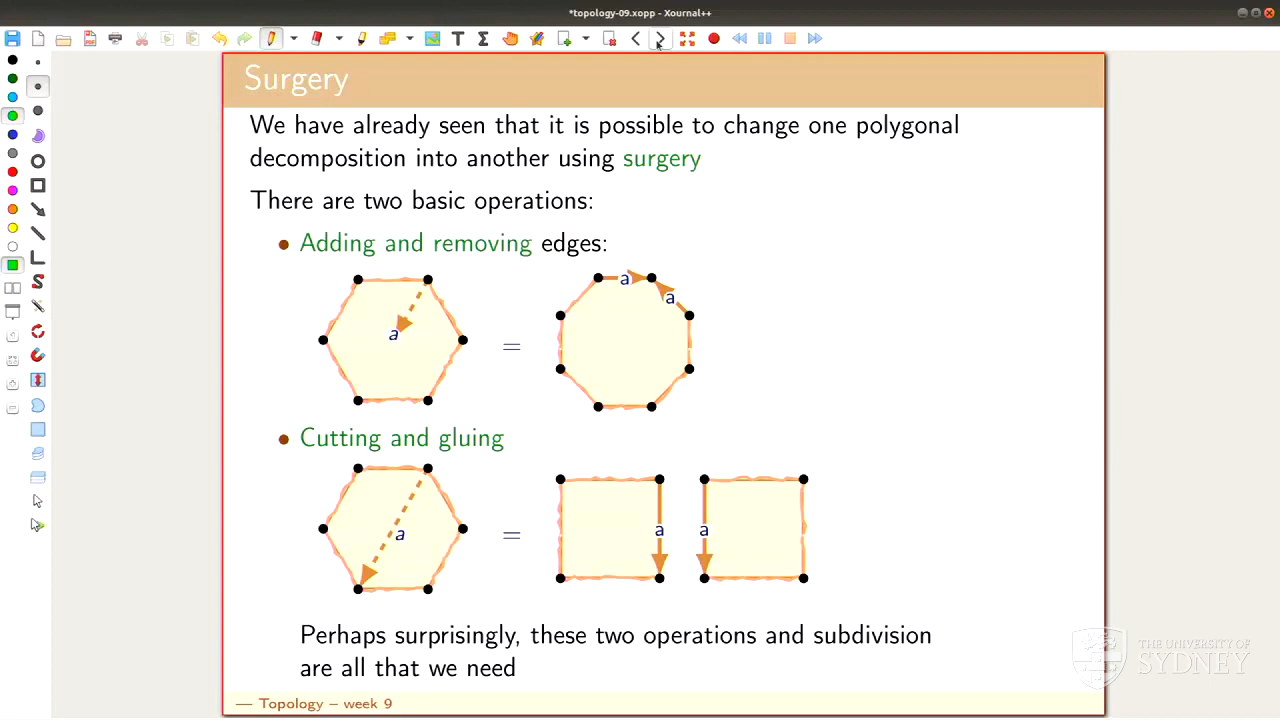 *topology-09.xopp - Xournal++
Surgery
We have already seen that it is possible to change one polygonal
decomposition into another using surgery
There are two basic operations:
• Adding and removing edges:
a
=
a
a
• Cutting and gluing
a
=
a
a
Perhaps surprisingly, these two operations and subdivision
are all that we need
THE UNIVERSITY OF
SYDNEY
— Topology – week 9